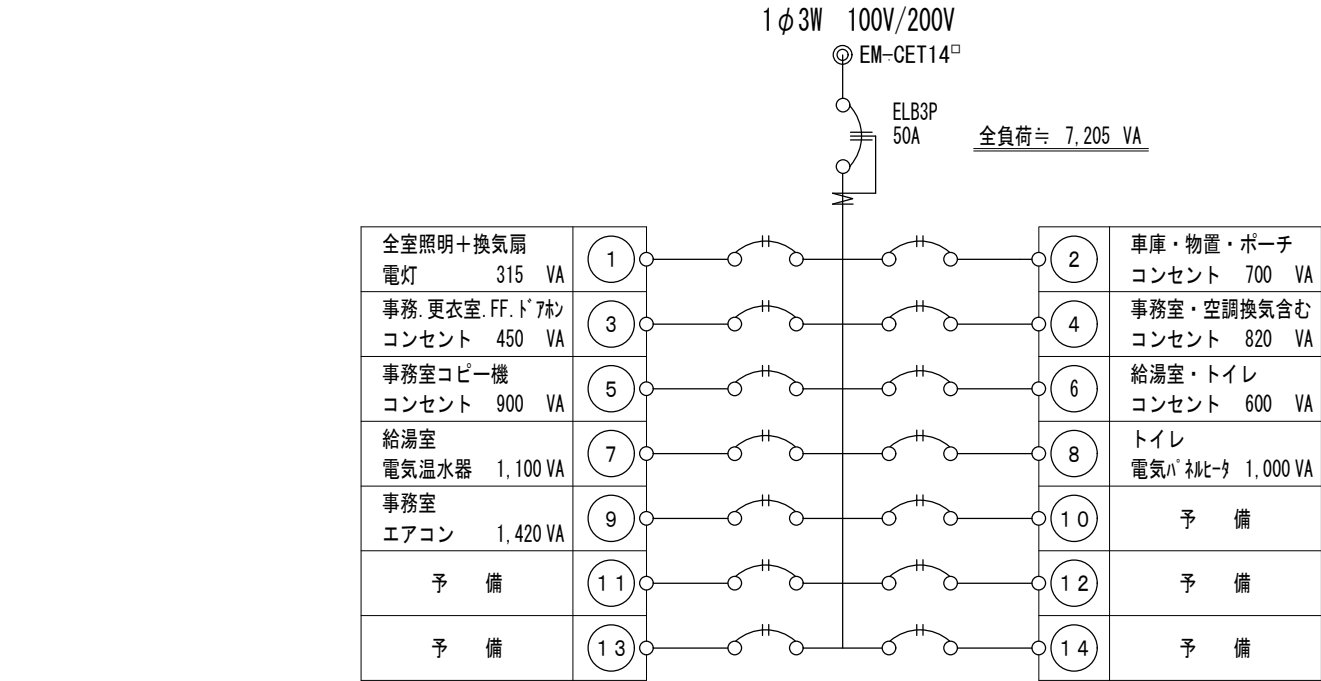 1φ3W 100V/200V
EM-CET14□
ELB3P
50A
全負荷≒ 7,205 VA
全室照明＋換気扇
電灯 315 VA
1
2
車庫・物置・ポーチ
コンセント 700 VA
事務.更衣室.FF.ﾄﾞｱﾎﾝ
コンセント 450 VA
3
4
事務室・空調換気含む
コンセント 820 VA
事務室コピー機
コンセント 900 VA
5
6
給湯室・トイレ
コンセント 600 VA
給湯室
電気温水器 1,100 VA
7
8
トイレ
電気ﾊﾟﾈﾙﾋｰﾀ 1,000 VA
事務室
エアコン 1,420 VA
9
10
予 備
予 備
11
12
予 備
予 備
13
14
予 備